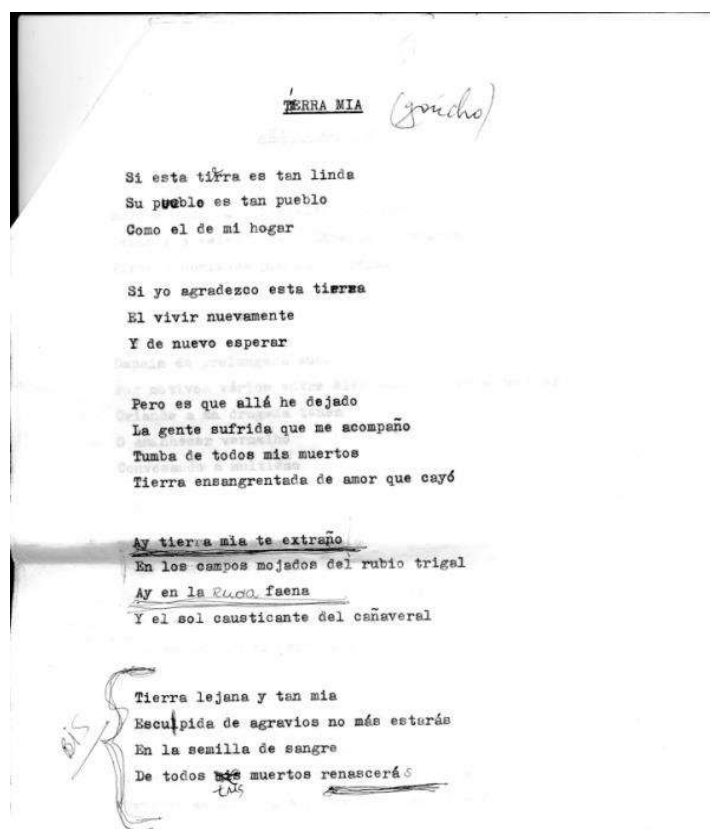 TIERRA MIA (gaúcho)
Si esta tierra es tan linda
Su pueblo es tan pueblo
Como el de mi hogar
Si yo agradezco esta tierra
El vivir nuevamente
Y de nuevo esperar
Pero es que allá he dejado
La gente sufrida que me acompaño
Tumba de todos mis muertos
Tierra ensangrentada de amor que cayó
Ay tierra mia te extraño
En los campos mojados del rubio trigal
Ay en la Ruda faena
Y el sol causticante del cañaveral
BIS
Tierra lejana y tan mia
Esculpida de agravios no más estarás
En la semilla de sangre
De todos tus muertos renascerás